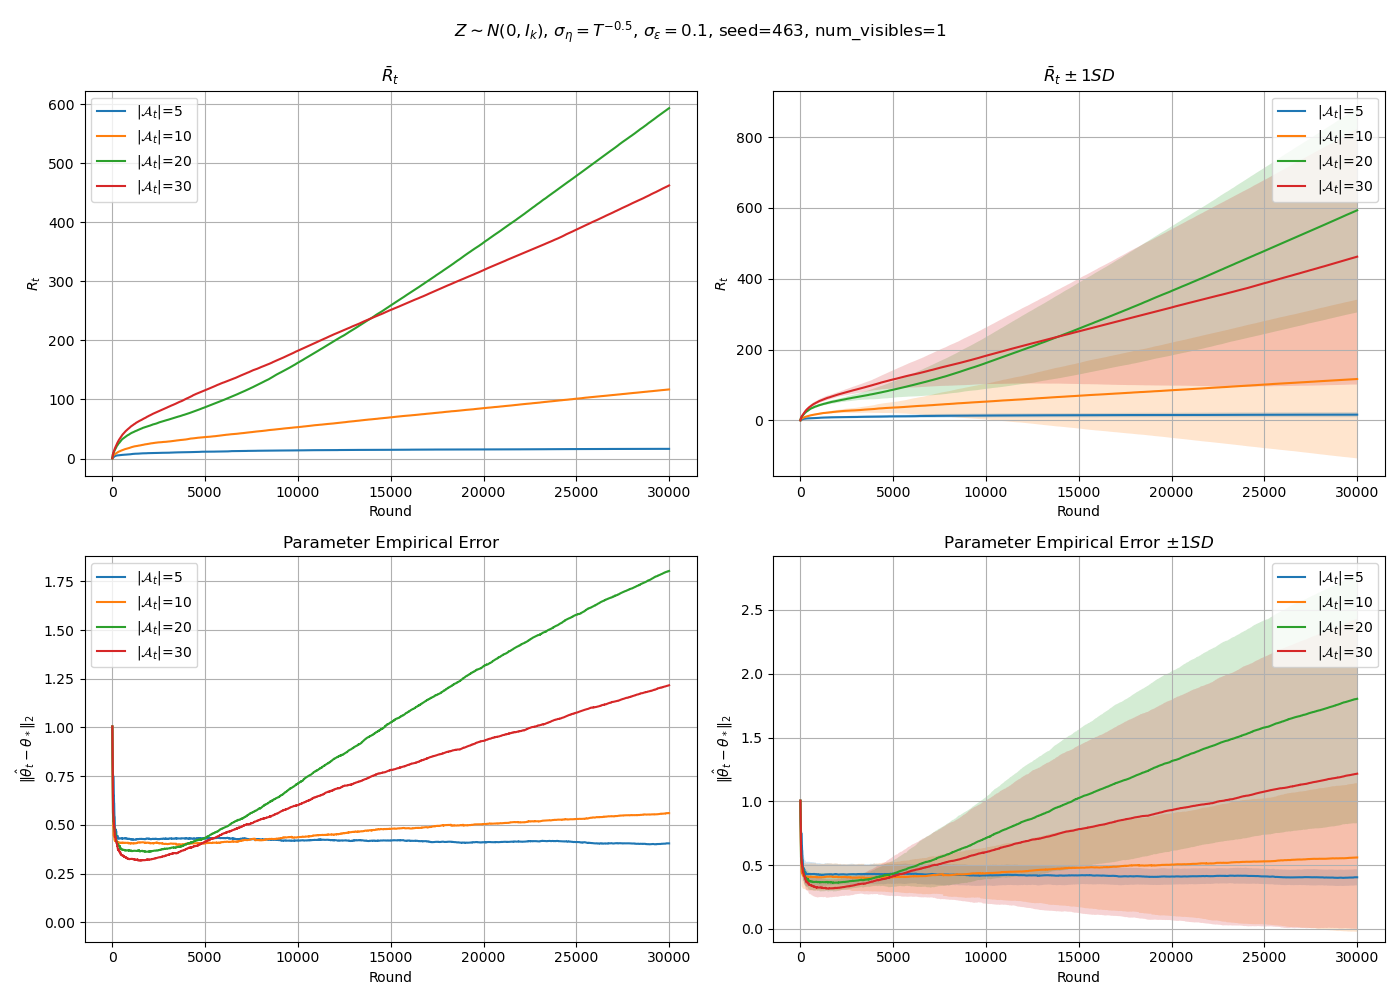 Z ~ N(0, I_k), σ_η = T^{-0.5}, σ_ε = 0.1, seed=463, num_visibles=1
R̄_t
R_t
600
500
400
300
200
100
0
|𝒜_t|=5
|𝒜_t|=10
|𝒜_t|=20
|𝒜_t|=30
0 5000 10000 15000 20000 25000 30000
Round
R̄_t ± 1SD
R_t
800
600
400
200
0
|𝒜_t|=5
|𝒜_t|=10
|𝒜_t|=20
|𝒜_t|=30
0 5000 10000 15000 20000 25000 30000
Round
Parameter Empirical Error
‖θ̂_t − θ_*‖_2
1.75
1.50
1.25
1.00
0.75
0.50
0.25
0.00
|𝒜_t|=5
|𝒜_t|=10
|𝒜_t|=20
|𝒜_t|=30
0 5000 10000 15000 20000 25000 30000
Round
Parameter Empirical Error ±1SD
‖θ̂_t − θ_*‖_2
2.5
2.0
1.5
1.0
0.5
0.0
|𝒜_t|=5
|𝒜_t|=10
|𝒜_t|=20
|𝒜_t|=30
0 5000 10000 15000 20000 25000 30000
Round